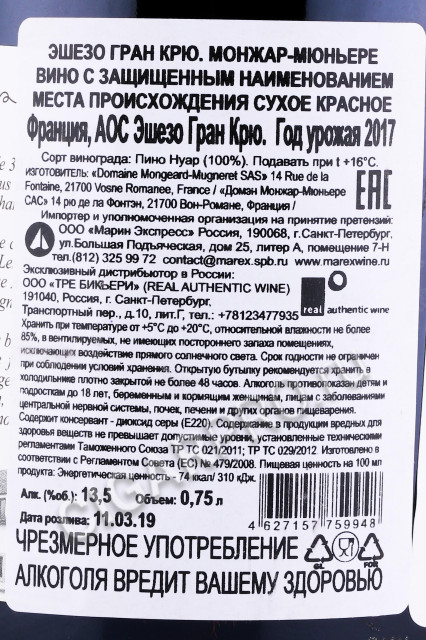 ЭШЕЗО ГРАН КРЮ. МОНЖАР-МЮНЬЕРЕ
ВИНО С ЗАЩИЩЕННЫМ НАИМЕНОВАНИЕМ
МЕСТА ПРОИСХОЖДЕНИЯ СУХОЕ КРАСНОЕ
Франция, АОС Эшезо Гран Крю. Год урожая 2017
Сорт винограда: Пино Нуар (100%). Подавать при t +16°C.
ИЗГОТОВИТЕЛЬ: «Domaine Mongeard-Mugneret SAS» 14 Rue de la
Fontaine, 21700 Vosne Romanee, France / «Домэн Монжар-Мюньере
САС» 14 рю де ла Фонтэн, 21700 Вон-Романе, Франция /
EAC
Импортер и уполномоченная организация на принятие претензий:
ООО «Марин Экспресс» Россия, 190068, г.Санкт-Петербург,
ул.Большая Подъяческая, дом 25, литер А, помещение 7-Н
тел.(812) 325 99 72 contact@marex.spb.ru www.marexwine.ru
Эксклюзивный дистрибьютор в России:
ООО «ТРЕ БИКЬЕРИ» (REAL AUTHENTIC WINE)
191040, Россия, г. Санкт-Петербург,
Транспортный пер., д.10, лит.Г, тел.: +78123477935
real authentic wine
Хранить при температуре от +5°C до +20°C, относительной влажности не более
85%, в вентилируемых, не имеющих постороннего запаха помещениях,
исключающих воздействие прямого солнечного света. Срок годности не ограничен
при соблюдении условий хранения. Открытую бутылку рекомендуется хранить в
холодильнике плотно закрытой не более 48 часов. Алкоголь противопоказан детям и
подросткам до 18 лет, беременным и кормящим женщинам, лицам с заболеваниями
центральной нервной системы, почек, печени и других органов пищеварения.
Содержит консервант - диоксид серы (Е220). Содержание в продукции вредных для
здоровья веществ не превышает допустимые уровни, установленные техническими
регламентами Таможенного Союза ТР ТС 021/2011; ТР ТС 029/2012. Изготовлено в
соответствии с Регламентом Совета (ЕС) № 479/2008. Пищевая ценность на 100 мл
продукта: Энергетическая ценность - 74 ккал/ 310 кДж.
Алк. (%об.): 13,5 Объем: 0,75 л
Дата розлива: 11.03.19
4627157759948
ЧРЕЗМЕРНОЕ УПОТРЕБЛЕНИЕ
GL FOR
АЛКОГОЛЯ ВРЕДИТ ВАШЕМУ ЗДОРОВЬЮ